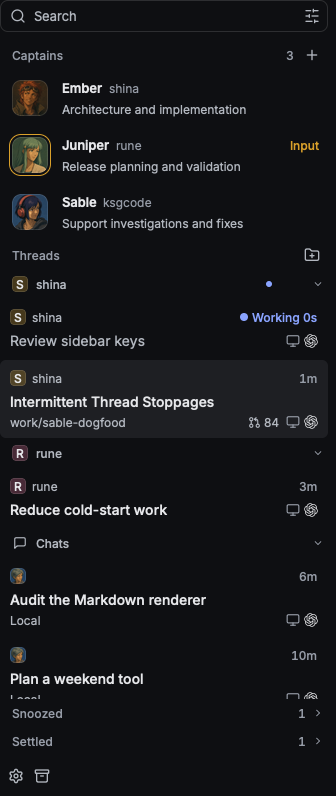 Search
Captains 3
Ember shina
Architecture and implementation
Juniper rune Input
Release planning and validation
Sable ksgcode
Support investigations and fixes
Threads
S shina
S shina Working 0s
Review sidebar keys
S shina 1m
Intermittent Thread Stoppages
work/sable-dogfood 84
R rune
R rune 3m
Reduce cold-start work
Chats
6m
Audit the Markdown renderer
Local
10m
Plan a weekend tool
Local
Snoozed 1
Settled 1